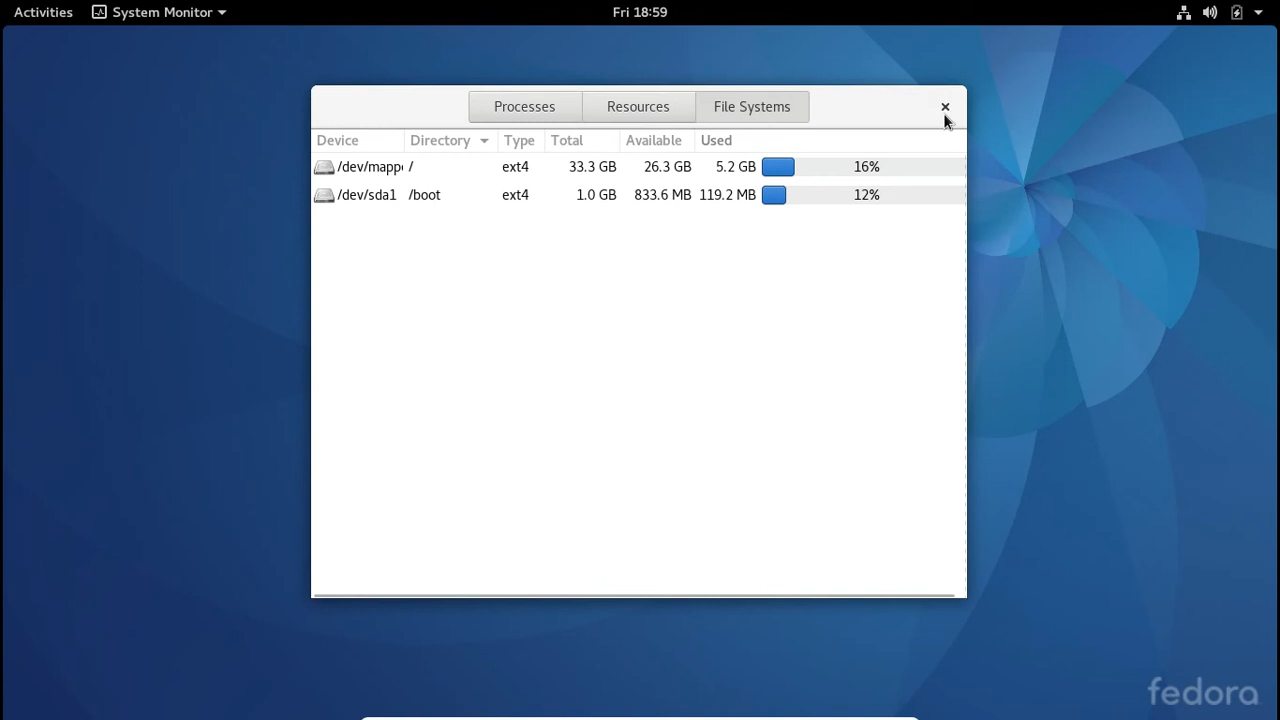 Activities System Monitor Fri 18:59
Processes Resources File Systems ×
Device Directory Type Total Available Used
/dev/mapp / ext4 33.3 GB 26.3 GB 5.2 GB 16%
/dev/sda1 /boot ext4 1.0 GB 833.6 MB 119.2 MB 12%
fedora